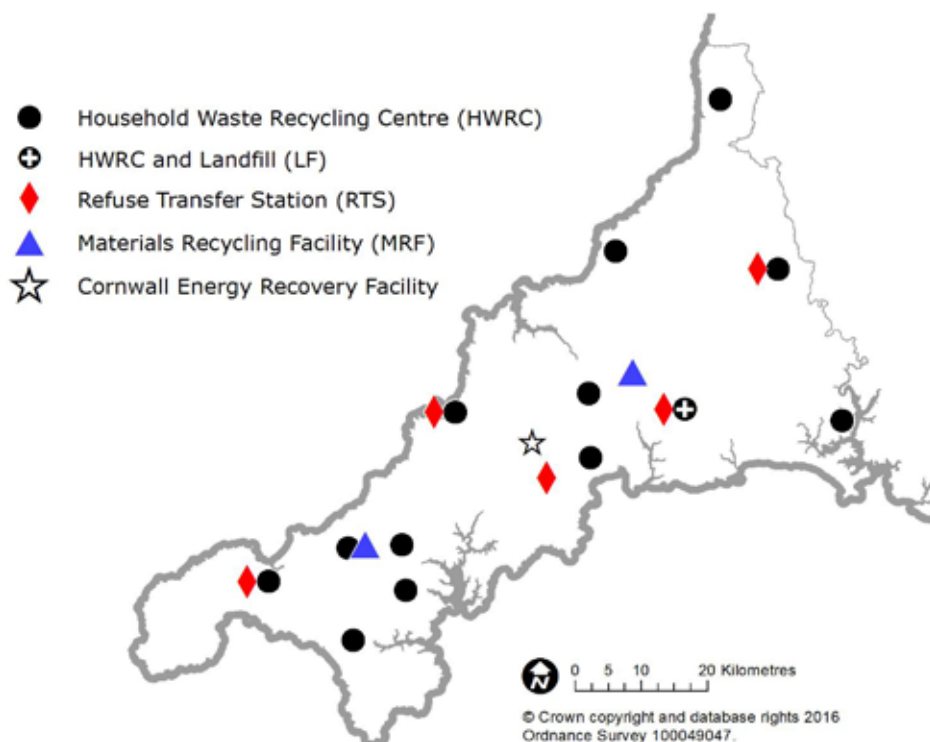 Household Waste Recycling Centre (HWRC)
HWRC and Landfill (LF)
Refuse Transfer Station (RTS)
Materials Recycling Facility (MRF)
Cornwall Energy Recovery Facility
N
0 5 10 20 Kilometres
© Crown copyright and database rights 2016
Ordnance Survey 100049047.